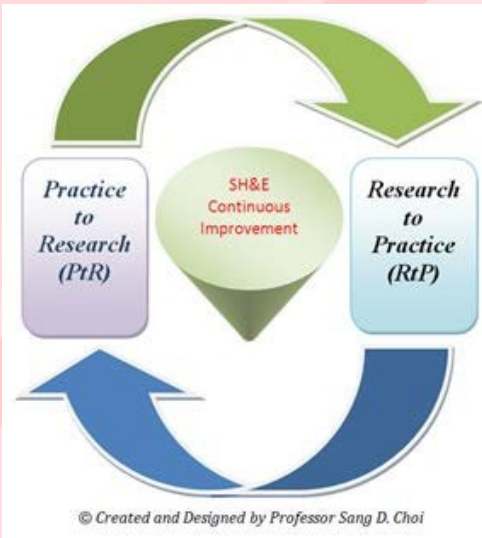 Practice
to
Research
(PtR)
SH&E
Continuous
Improvement
Research
to
Practice
(RtP)
© Created and Designed by Professor Sang D. Choi